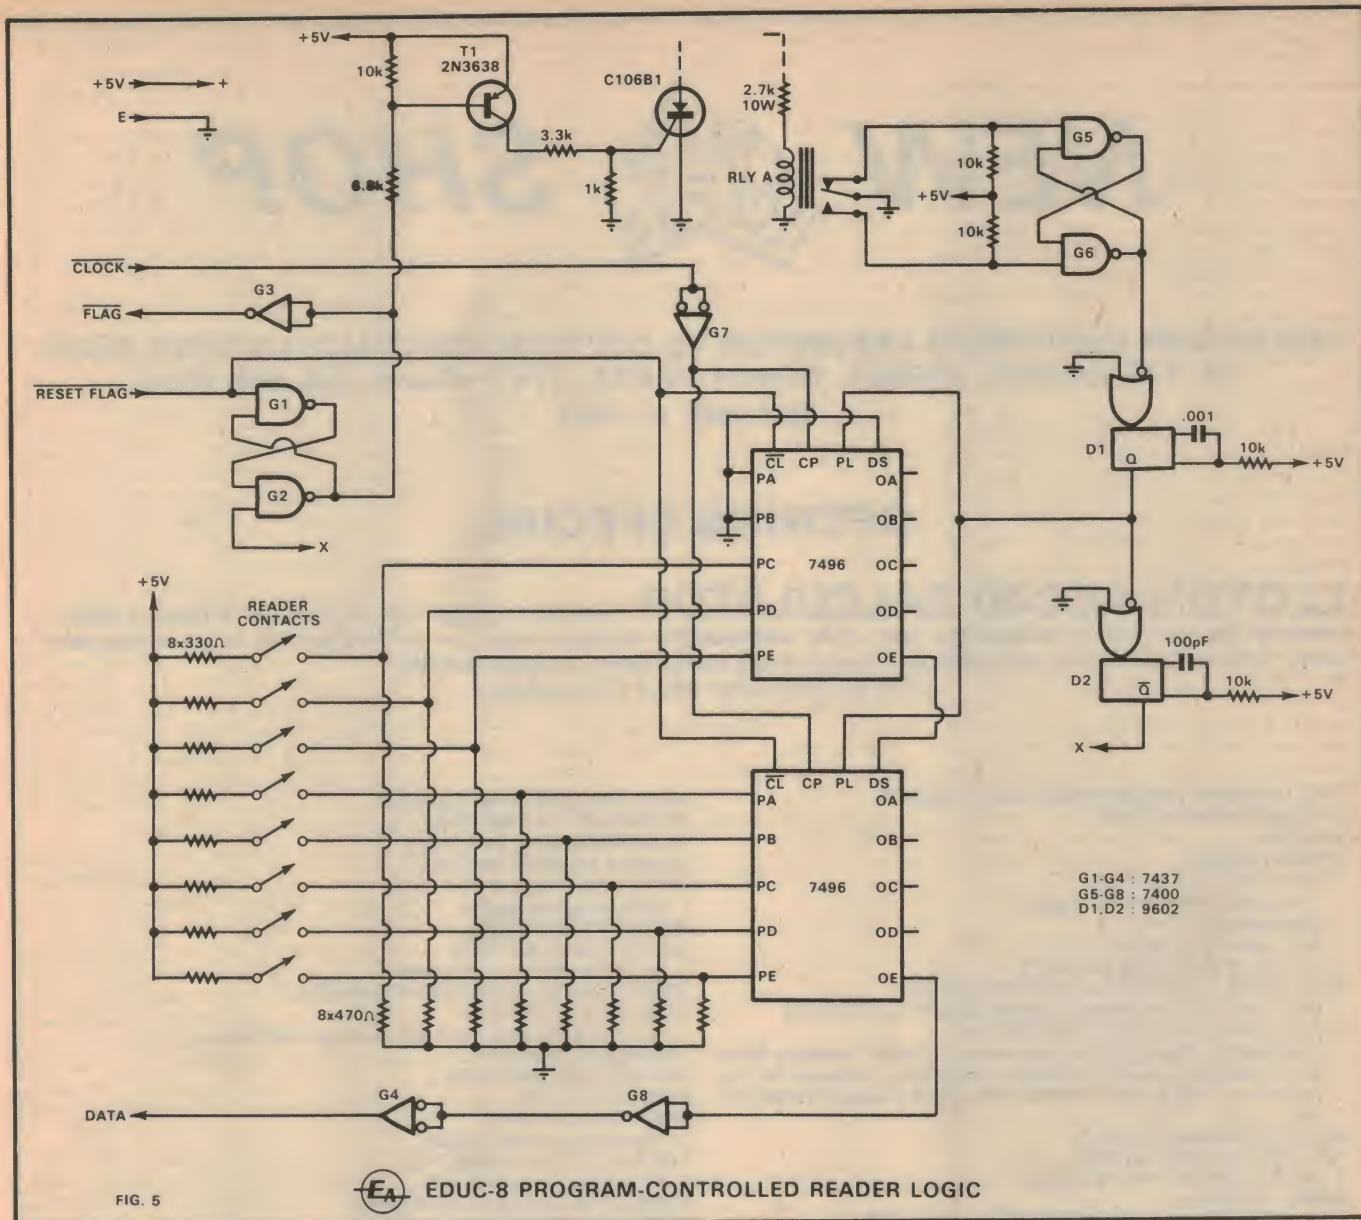 +5V
10k
T1
2N3638
C106B1
+5V
+
E
2.7k
10W
3.3k
1k
6.8k
RLY A
10k
+5V
10k
G5
G6
CLOCK
G3
FLAG
G7
RESET FLAG
G1
G2
X
.001
D1
Q
10k
+5V
CL CP PL DS
PA
PB
PC
PD
PE
7496
OA
OB
OC
OD
OE
100pF
D2
Q
10k
+5V
X
+5V
READER
CONTACTS
8x330Ω
CL CP PL DS
PA
PB
PC
PD
PE
7496
OA
OB
OC
OD
OE
G1-G4 : 7437
G5-G8 : 7400
D1,D2 : 9602
8x470Ω
G4
G8
DATA
FIG. 5
EA EDUC-8 PROGRAM-CONTROLLED READER LOGIC